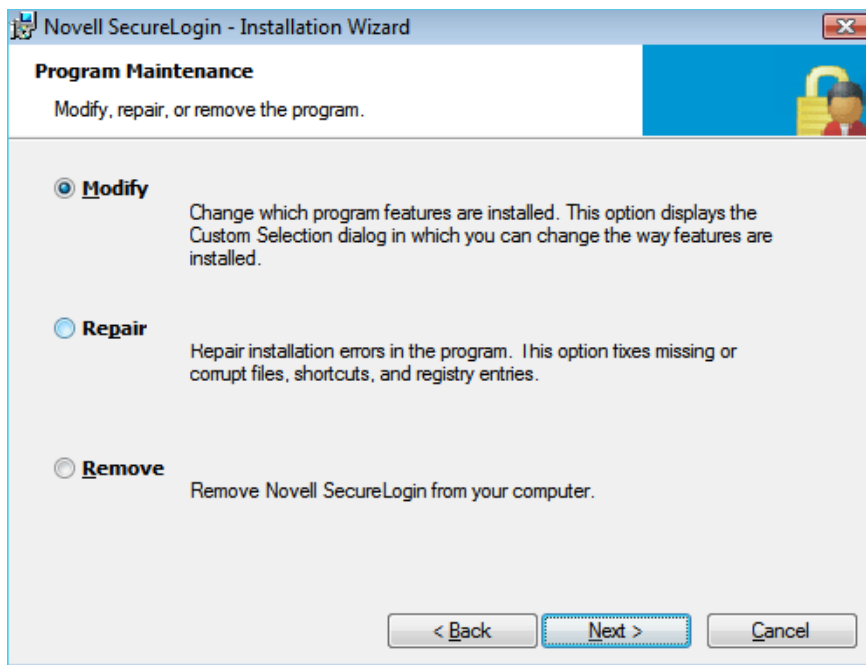 Novell SecureLogin - Installation Wizard
Program Maintenance
Modify, repair, or remove the program.
Modify
Change which program features are installed. This option displays the
Custom Selection dialog in which you can change the way features are
installed.
Repair
Repair installation errors in the program. This option fixes missing or
corrupt files, shortcuts, and registry entries.
Remove
Remove Novell SecureLogin from your computer.
< Back Next > Cancel